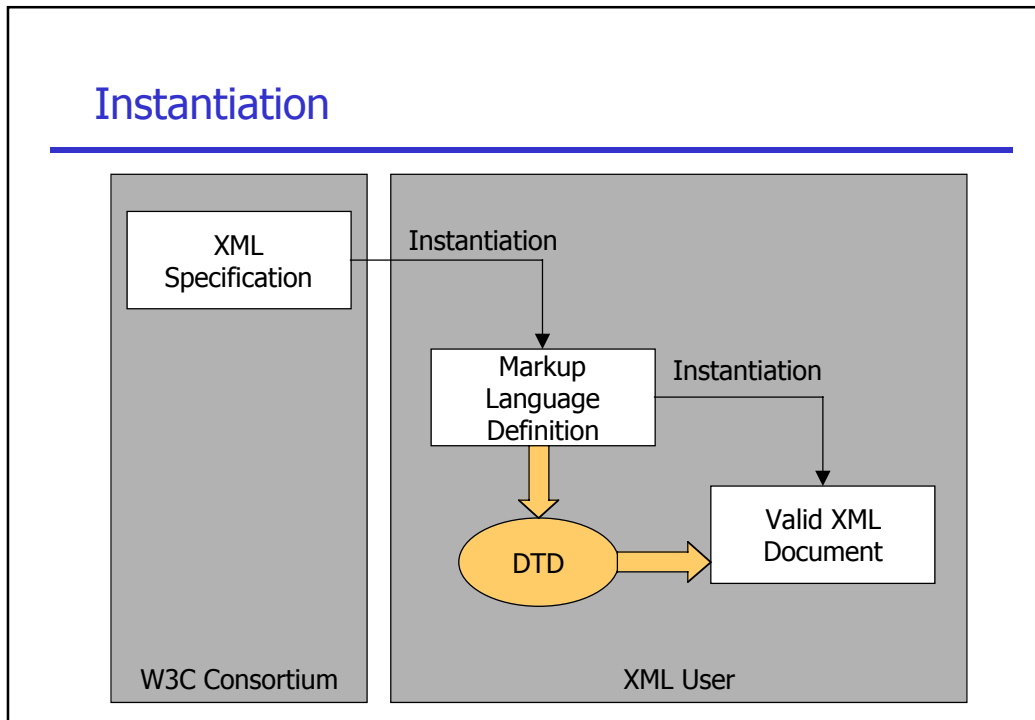 Instantiation
XML
Specification
Instantiation
Markup
Language
Definition
Instantiation
Valid XML
Document
DTD
W3C Consortium
XML User